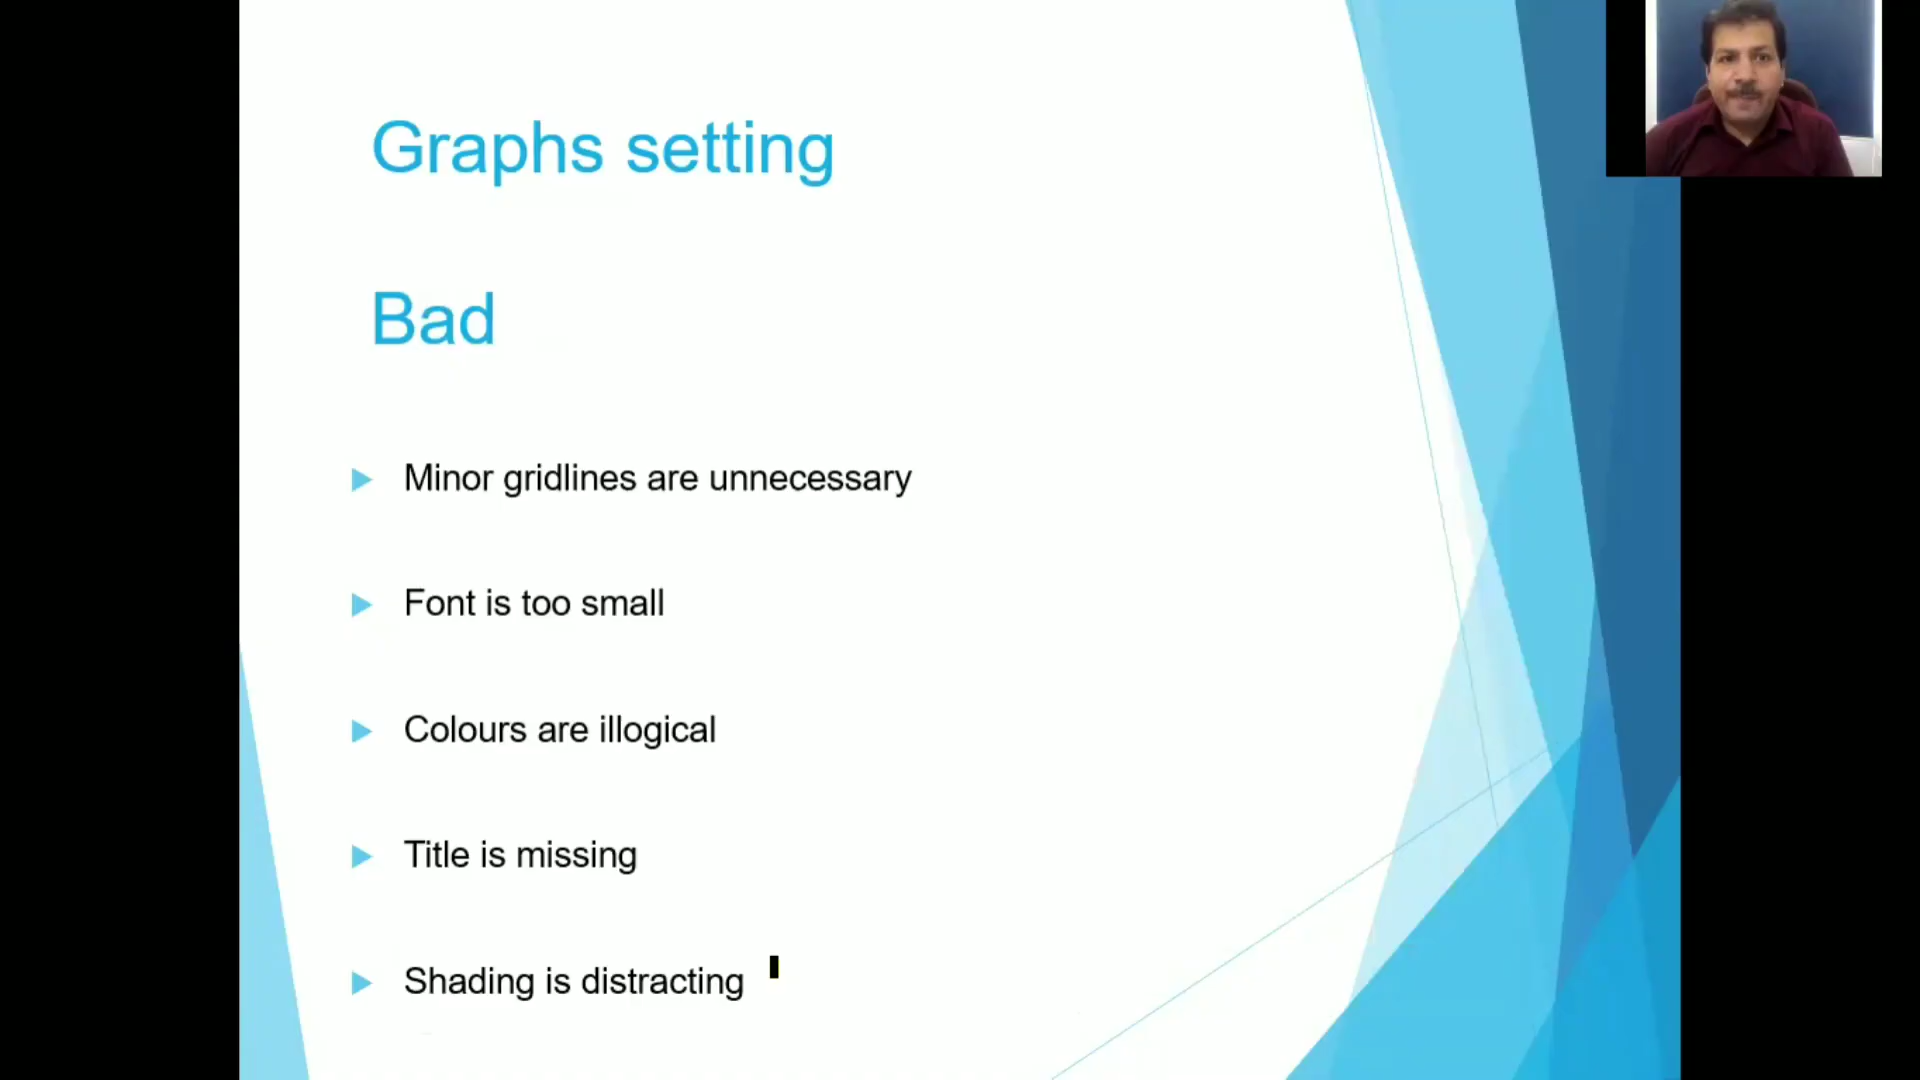 Graphs setting
Bad
Minor gridlines are unnecessary
Font is too small
Colours are illogical
Title is missing
Shading is distracting